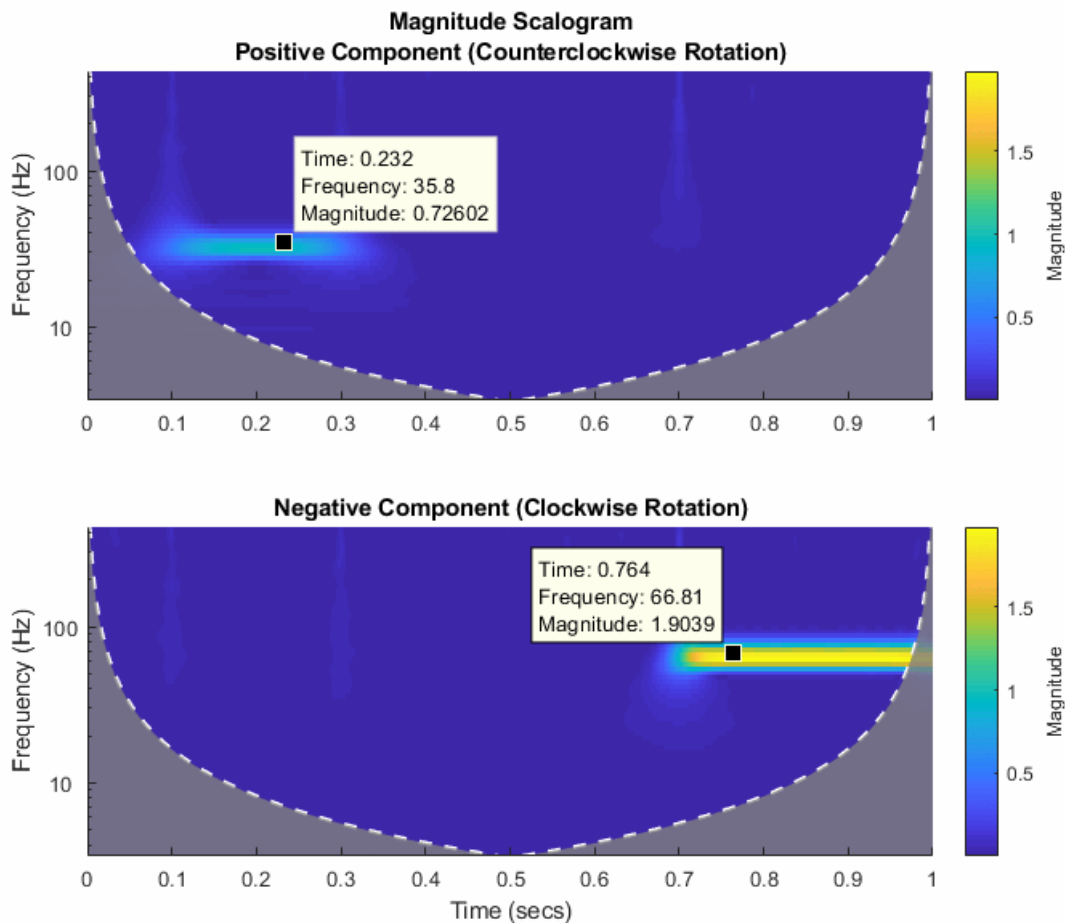 Magnitude Scalogram
Positive Component (Counterclockwise Rotation)
Frequency (Hz)
100
10
Time: 0.232
Frequency: 35.8
Magnitude: 0.72602
0 0.1 0.2 0.3 0.4 0.5 0.6 0.7 0.8 0.9 1
1.5
1
0.5
Magnitude
Negative Component (Clockwise Rotation)
Frequency (Hz)
100
10
Time: 0.764
Frequency: 66.81
Magnitude: 1.9039
0 0.1 0.2 0.3 0.4 0.5 0.6 0.7 0.8 0.9 1
Time (secs)
1.5
1
0.5
Magnitude